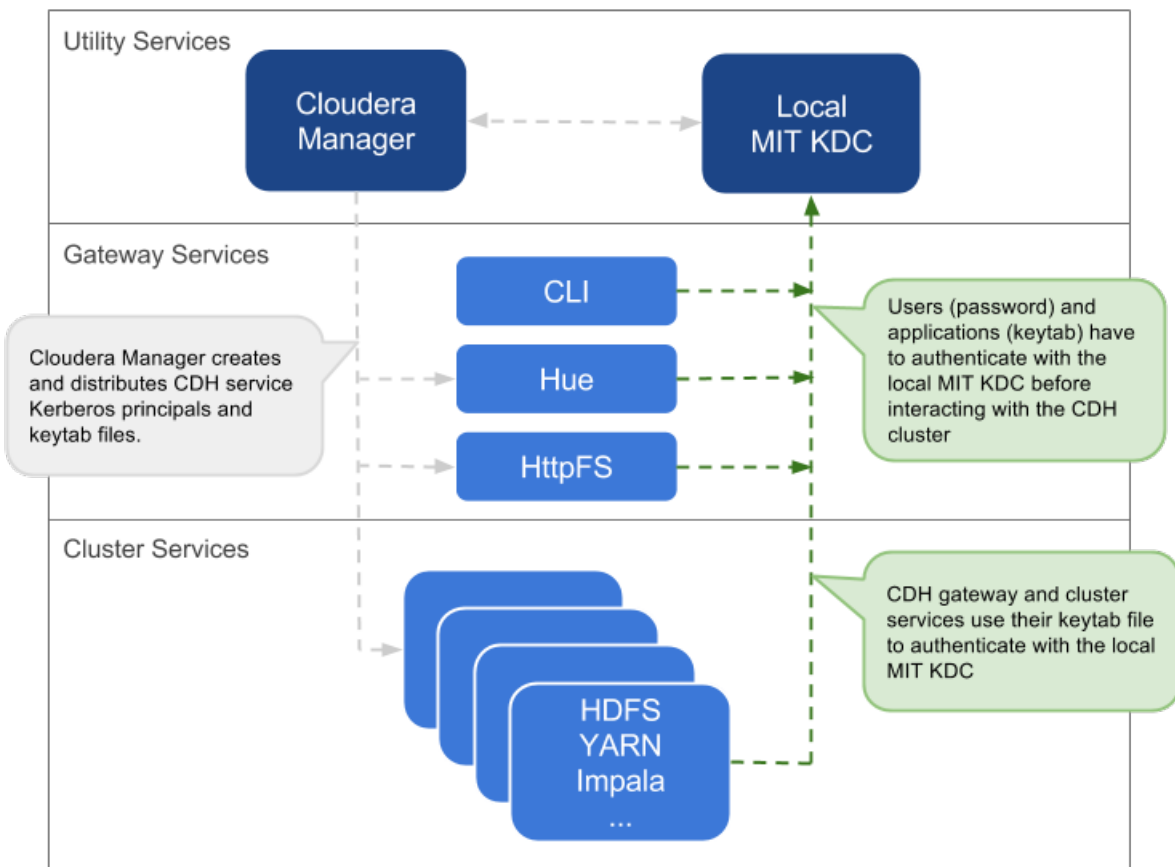 Utility Services
Cloudera
Manager
Local
MIT KDC
Gateway Services
CLI
Hue
HttpFS
Cloudera Manager creates
and distributes CDH service
Kerberos principals and
keytab files.
Users (password) and
applications (keytab) have
to authenticate with the
local MIT KDC before
interacting with the CDH
cluster
Cluster Services
HDFS
YARN
Impala
...
CDH gateway and cluster
services use their keytab file
to authenticate with the local
MIT KDC